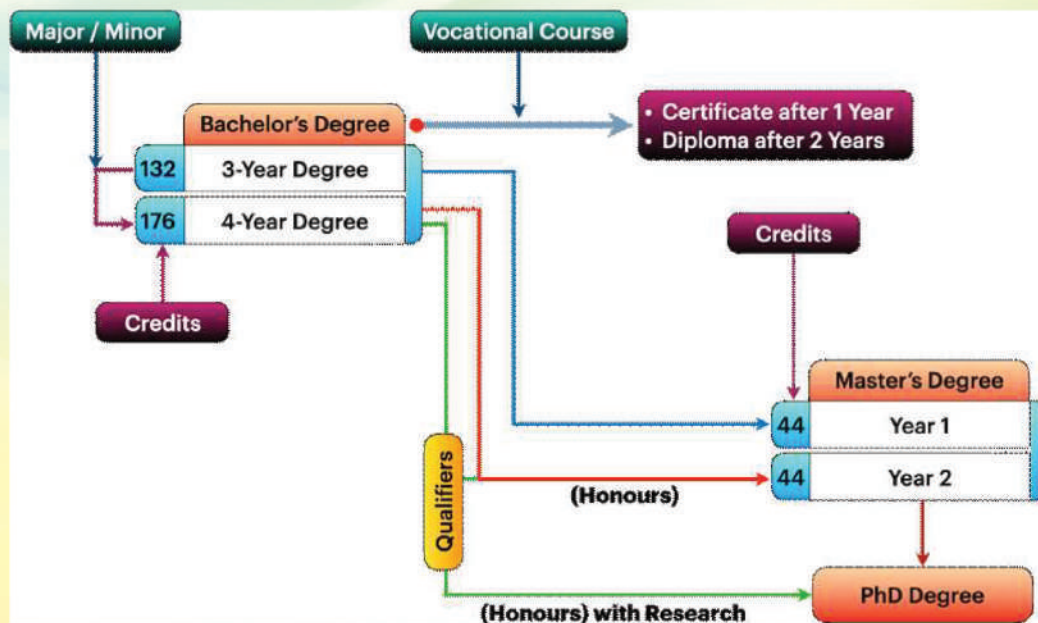 Major / Minor
Vocational Course
Bachelor's Degree
• Certificate after 1 Year
• Diploma after 2 Years
132
3-Year Degree
176
4-Year Degree
Credits
Credits
Master's Degree
44
Year 1
44
Year 2
Qualifiers
(Honours)
PhD Degree
(Honours) with Research